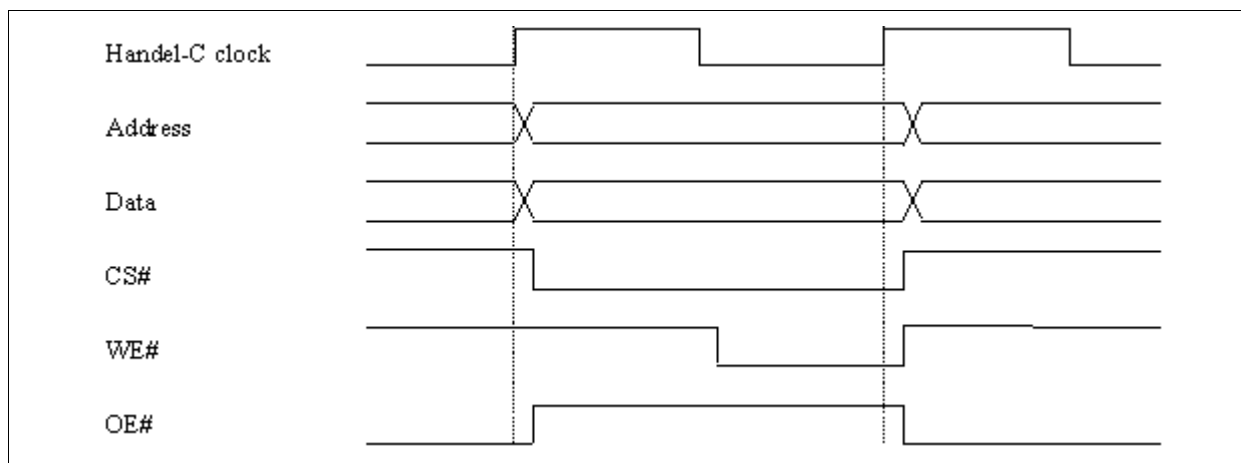 Handel-C clock
Address
Data
CS#
WE#
OE#